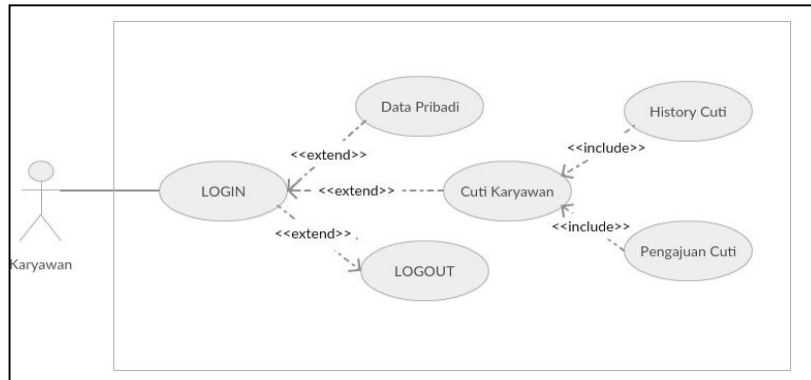 Data Pribadi
History Cuti
<<extend>>
<<include>>
LOGIN
<<extend>>
Cuti Karyawan
<<extend>>
<<include>>
Karyawan
LOGOUT
Pengajuan Cuti